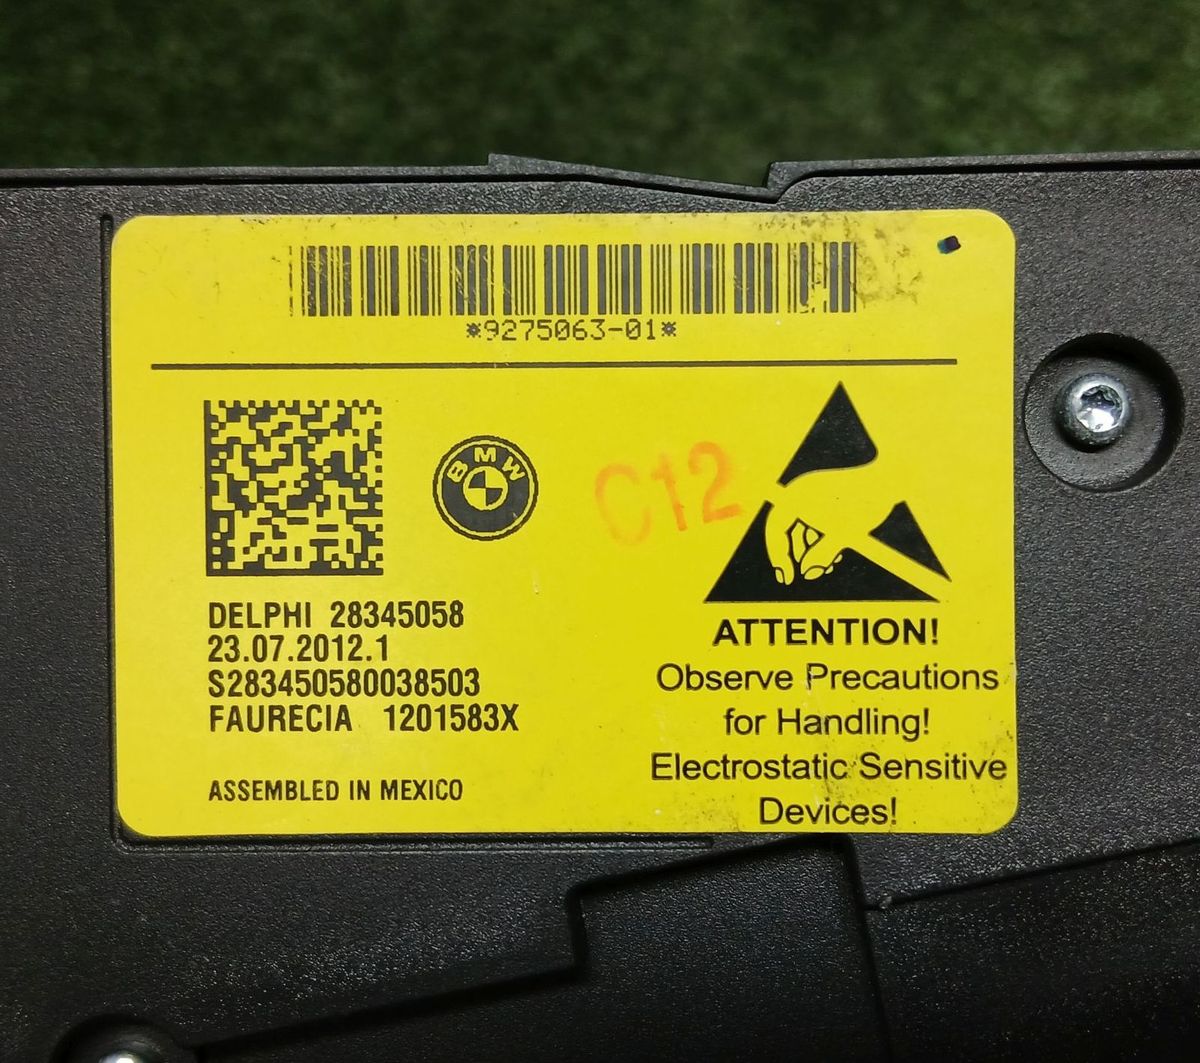 *9275063-01*
BMW
C12
DELPHI 28345058
23.07.2012.1
S283450580038503
FAURECIA 1201583X
ASSEMBLED IN MEXICO
ATTENTION!
Observe Precautions
for Handling!
Electrostatic Sensitive
Devices!